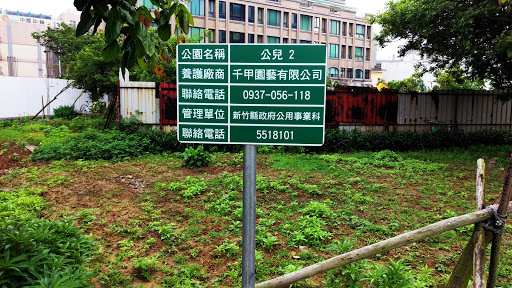 公園名稱 公兒 2
養護廠商 千甲園藝有限公司
聯絡電話 0937-056-118
管理單位 新竹縣政府公用事業科
聯絡電話 5518101